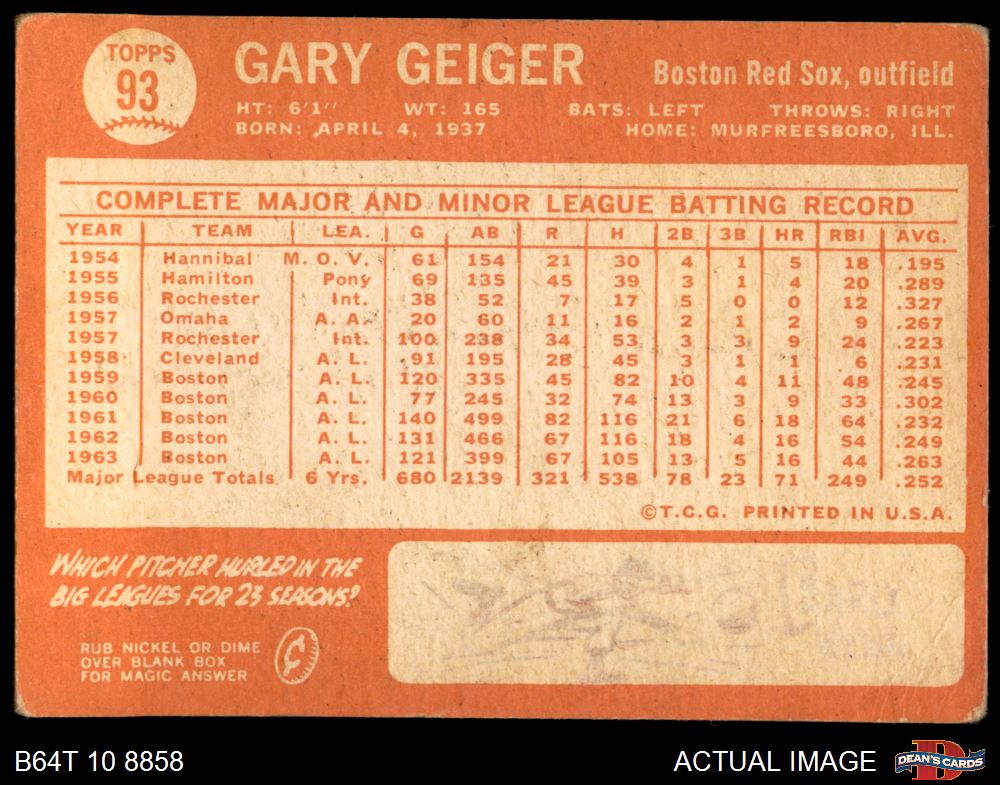 TOPPS
93
GARY GEIGER
Boston Red Sox, outfield
HT: 6'1" WT: 165 BATS: LEFT THROWS: RIGHT
BORN: APRIL 4, 1937 HOME: MURFREESBORO, ILL.
COMPLETE MAJOR AND MINOR LEAGUE BATTING RECORD
YEAR TEAM LEA. G AB R H 2B 3B HR RBI AVG.
1954 Hannibal M. O. V. 61 154 21 30 4 1 5 18 .195
1955 Hamilton Pony 69 135 45 39 3 1 4 20 .289
1956 Rochester Int. 38 52 7 17 5 0 0 12 .327
1957 Omaha A. A. 20 60 11 16 2 1 2 9 .267
1957 Rochester Int. 100 238 34 53 3 3 9 24 .223
1958 Cleveland A. L. 91 195 28 45 3 1 1 6 .231
1959 Boston A. L. 120 335 45 82 10 4 11 48 .245
1960 Boston A. L. 77 245 32 74 13 3 9 33 .302
1961 Boston A. L. 140 499 82 116 21 6 18 64 .232
1962 Boston A. L. 131 466 67 116 18 4 16 54 .249
1963 Boston A. L. 121 399 67 105 13 5 16 44 .263
Major League Totals 6 Yrs. 680 2139 321 538 78 23 71 249 .252
©T.C.G. PRINTED IN U.S.A.
WHICH PITCHER HURLED IN THE
BIG LEAGUES FOR 23 SEASONS?
RUB NICKEL OR DIME
OVER BLANK BOX
FOR MAGIC ANSWER
¢
B64T 10 8858
ACTUAL IMAGE
DEAN'S CARDS